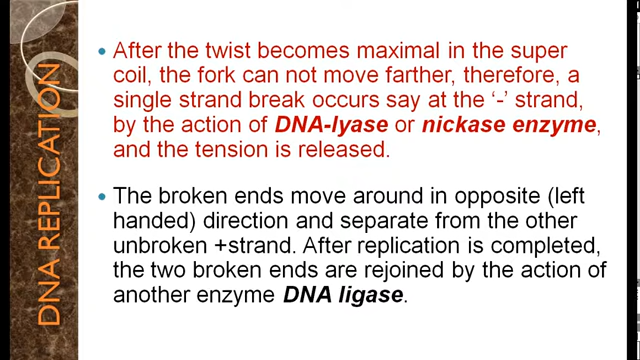 DNA REPLICATION
• After the twist becomes maximal in the super
coil, the fork can not move farther, therefore, a
single strand break occurs say at the ‘-’ strand,
by the action of DNA-lyase or nickase enzyme,
and the tension is released.
• The broken ends move around in opposite (left
handed) direction and separate from the other
unbroken +strand. After replication is completed,
the two broken ends are rejoined by the action of
another enzyme DNA ligase.